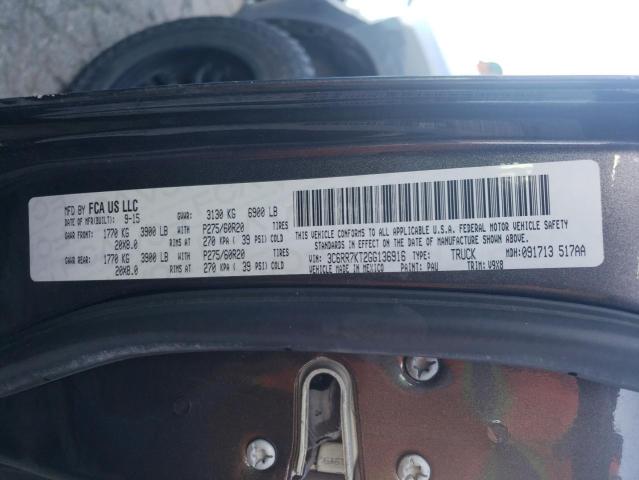 MFD BY FCA US LLC
DATE OF MFR(BUILT): 9-15 GVWR: 3130 KG 6900 LB
GAWR FRONT: 1770 KG 3900 LB WITH P275/60R20 TIRES
20X8.0 RIMS AT 270 KPA ( 39 PSI) COLD
GAWR REAR: 1770 KG 3900 LB WITH P275/60R20 TIRES
20X8.0 RIMS AT 270 KPA ( 39 PSI) COLD
THIS VEHICLE CONFORMS TO ALL APPLICABLE U.S.A. FEDERAL MOTOR VEHICLE SAFETY
STANDARDS IN EFFECT ON THE DATE OF MANUFACTURE SHOWN ABOVE.
VIN: 3C6RR7KT2GG136916 TYPE: TRUCK MDH: 091713 517AA
MADE IN MEXICO PAINT: PAU TRIM: V9X8